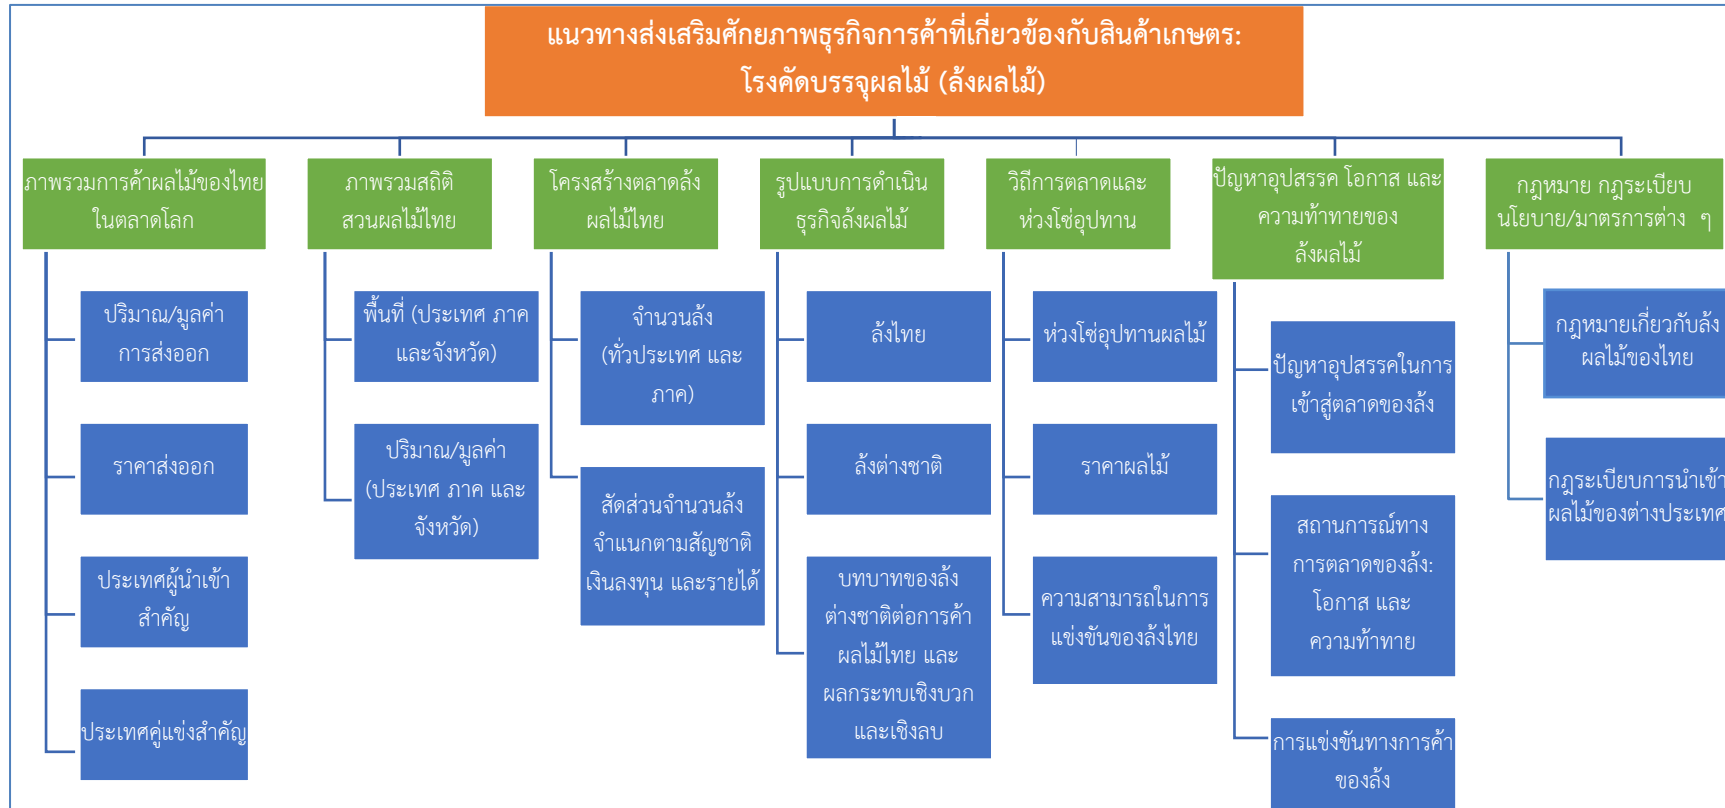 แนวทางส่งเสริมศักยภาพธุรกิจการค้าที่เกี่ยวข้องกับสินค้าเกษตร:
โรงคัดบรรจุผลไม้ (ล้งผลไม้)
ภาพรวมการค้าผลไม้ของไทย
ในตลาดโลก
ปริมาณ/มูลค่า
การส่งออก
ราคาส่งออก
ประเทศผู้นำเข้า
สำคัญ
ประเทศคู่แข่งสำคัญ
ภาพรวมสถิติ
สวนผลไม้ไทย
พื้นที่ (ประเทศ ภาค
และจังหวัด)
ปริมาณ/มูลค่า
(ประเทศ ภาค และ
จังหวัด)
โครงสร้างตลาดล้ง
ผลไม้ไทย
จำนวนล้ง
(ทั่วประเทศ และ
ภาค)
สัดส่วนจำนวนล้ง
จำแนกตามสัญชาติ
เงินลงทุน และรายได้
รูปแบบการดำเนิน
ธุรกิจล้งผลไม้
ล้งไทย
ล้งต่างชาติ
บทบาทของล้ง
ต่างชาติต่อการค้า
ผลไม้ไทย และ
ผลกระทบเชิงบวก
และเชิงลบ
วิถีการตลาดและ
ห่วงโซ่อุปทาน
ห่วงโซ่อุปทานผลไม้
ราคาผลไม้
ความสามารถในการ
แข่งขันของล้งไทย
ปัญหาอุปสรรค โอกาส และ
ความท้าทายของ
ล้งผลไม้
ปัญหาอุปสรรคในการ
เข้าสู่ตลาดของล้ง
สถานการณ์ทาง
การตลาดของล้ง:
โอกาส และ
ความท้าทาย
การแข่งขันทางการค้า
ของล้ง
กฎหมาย กฎระเบียบ
นโยบาย/มาตรการต่าง ๆ
กฎหมายเกี่ยวกับล้ง
ผลไม้ของไทย
กฎระเบียบการนำเข้า
ผลไม้ของต่างประเทศ